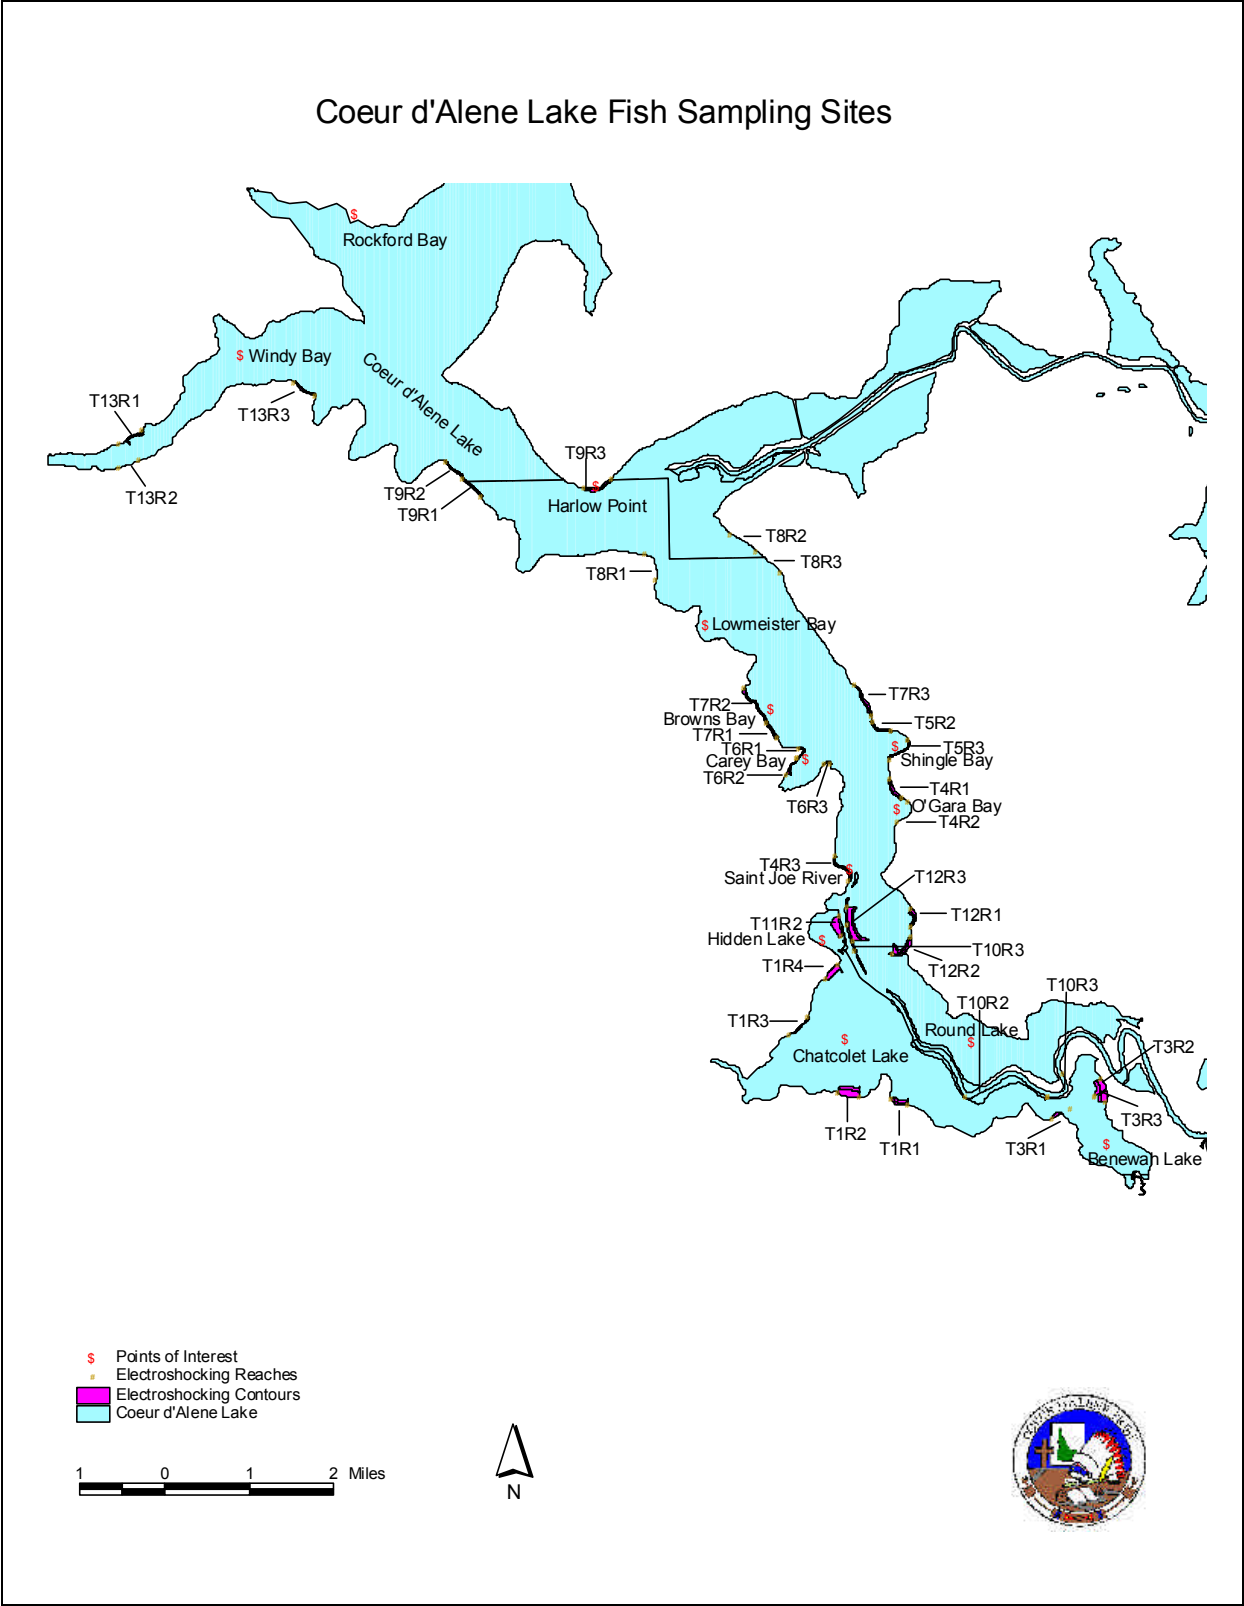 Coeur d'Alene Lake Fish Sampling Sites
$
Rockford Bay
$ Windy Bay
Coeur d'Alene Lake
T13R1
T13R3
T13R2
T9R3
$
T9R2
Harlow Point
T9R1
T8R2
T8R3
T8R1
$ Lowmeister Bay
T7R3
T7R2
$
Browns Bay
T5R2
T7R1
T6R1
$
T5R3
Carey Bay
$
Shingle Bay
T6R2
T4R1
T6R3
$
O'Gara Bay
T4R2
T4R3
$
Saint Joe River
T12R3
T12R1
T11R2
Hidden Lake
$
T10R3
T1R4
T12R2
T10R3
T10R2
T1R3
Round Lake
$
$
Chatcolet Lake
T3R2
T3R3
T1R2
T1R1
T3R1
$
Benewah Lake
$ Points of Interest
Electroshocking Reaches
Electroshocking Contours
Coeur d'Alene Lake
1 0 1 2 Miles
N